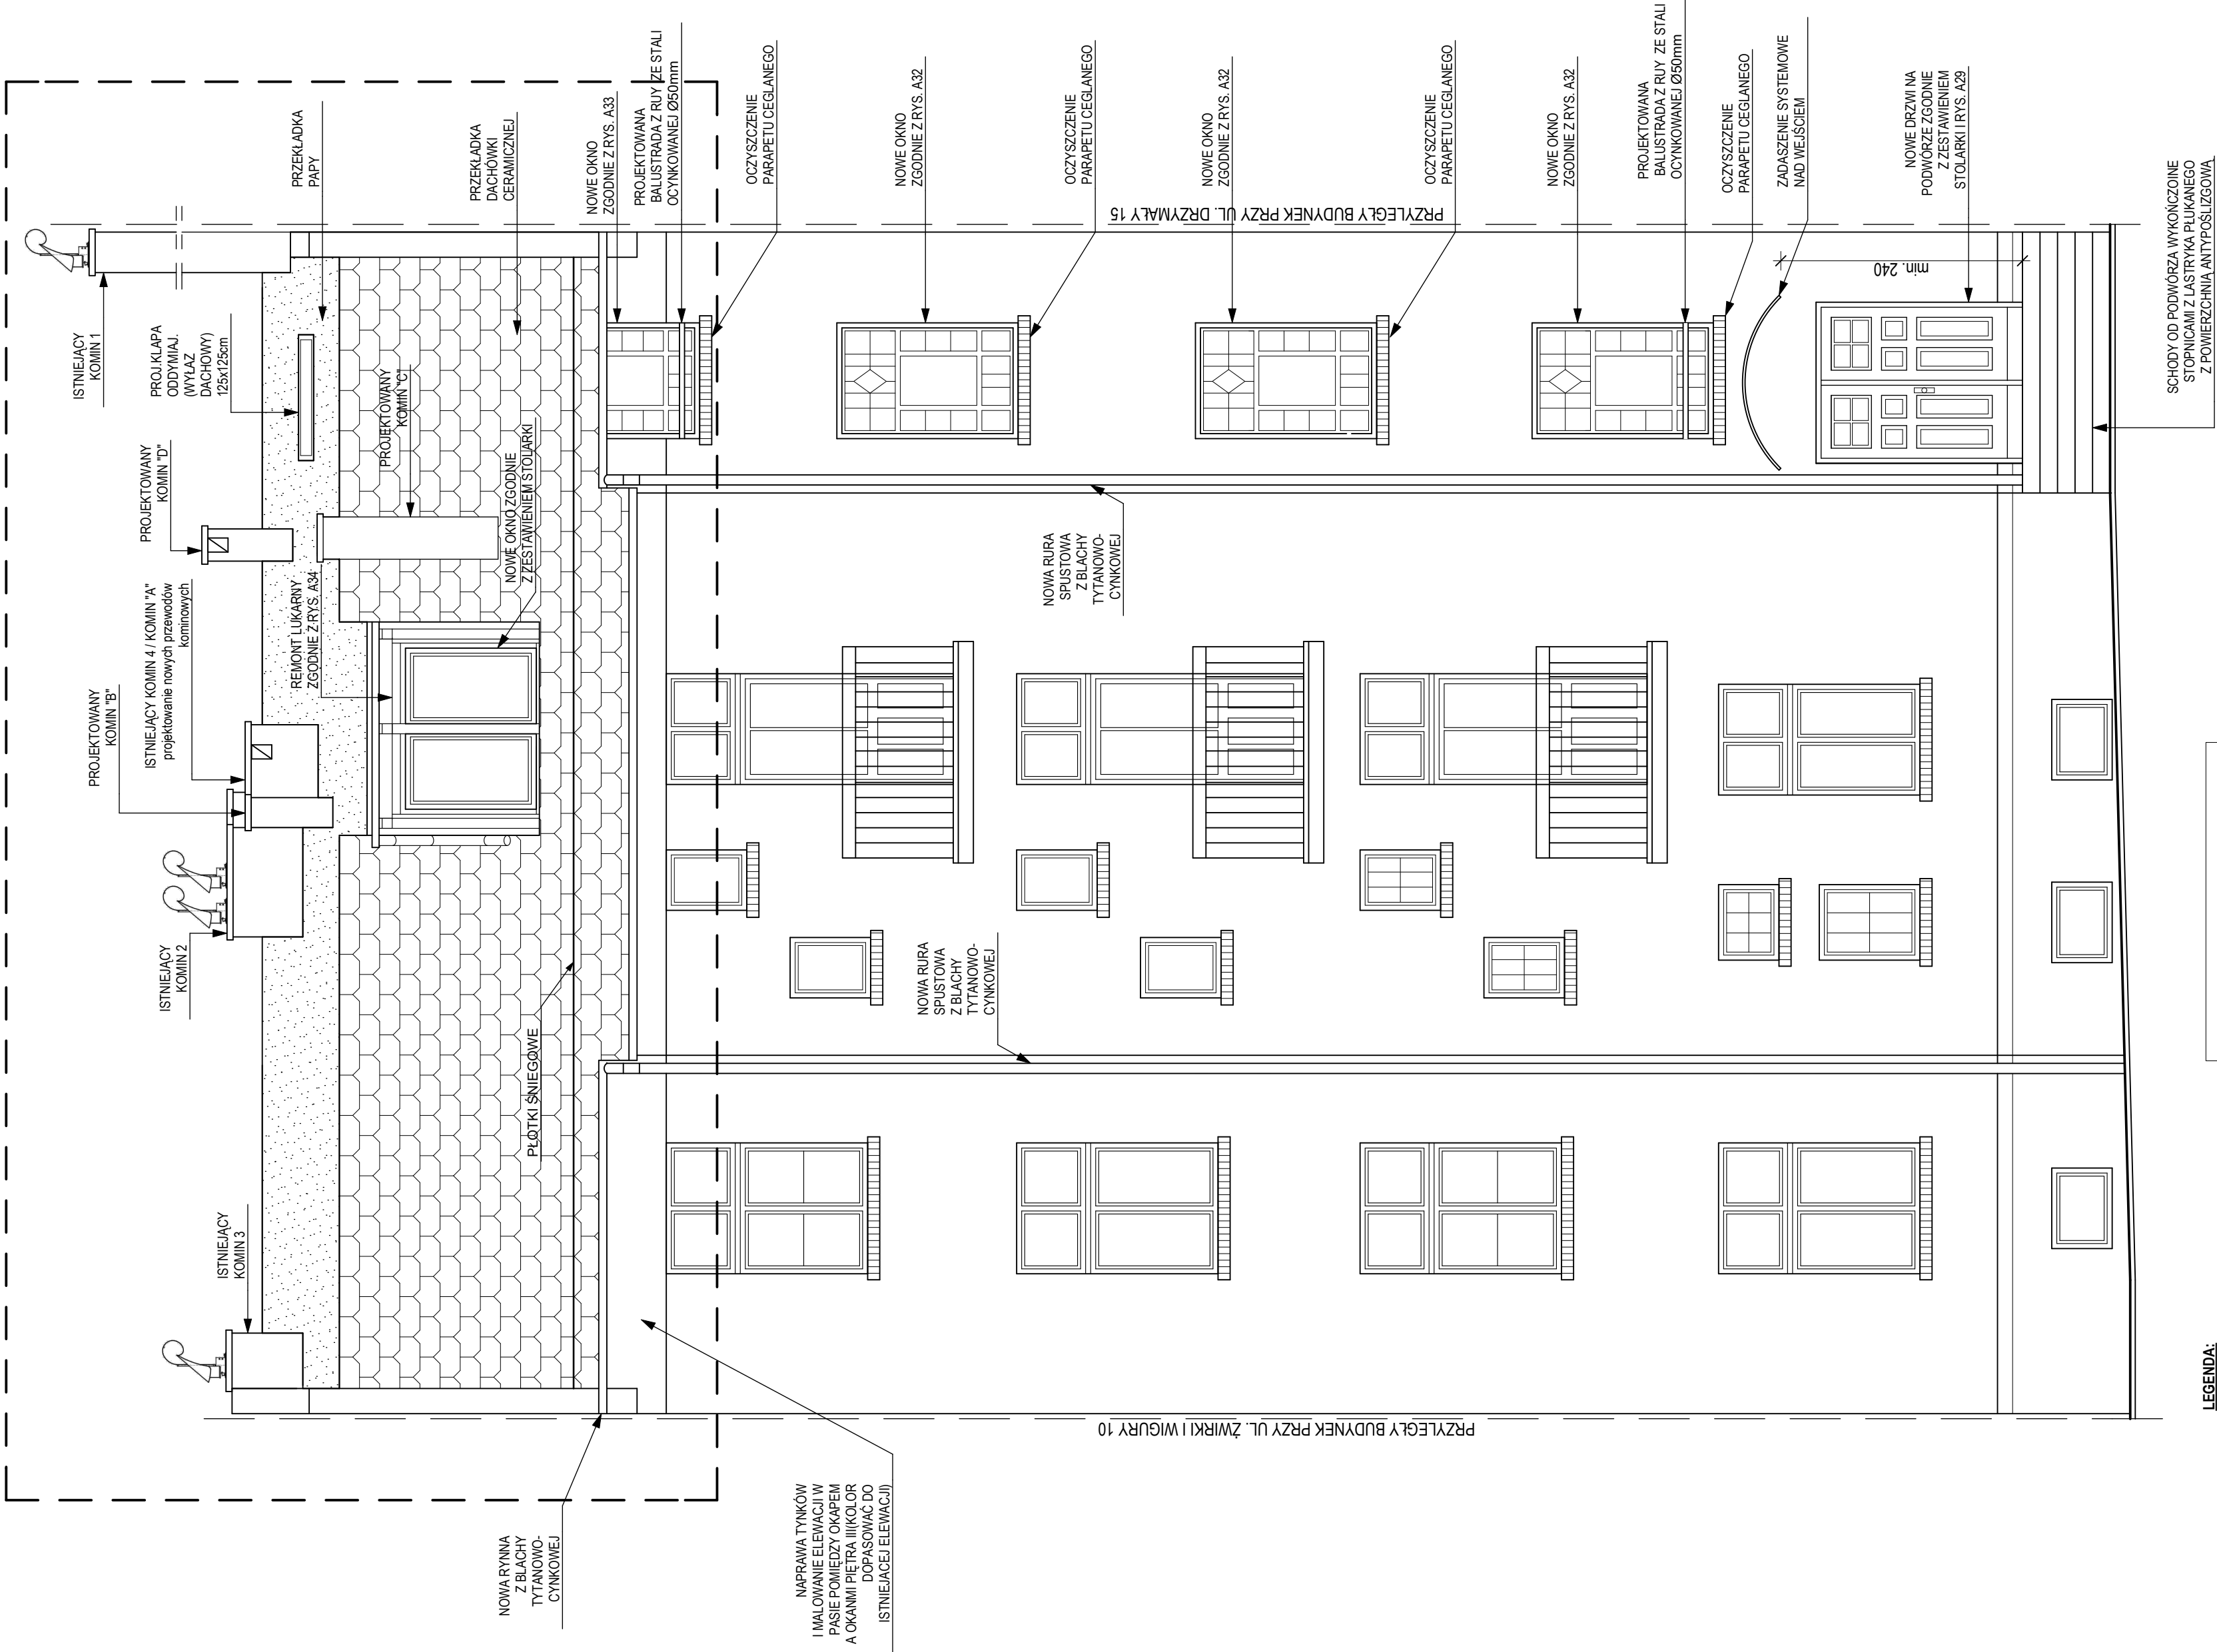 ISTNIEJĄCY
KOMIN 3
ISTNIEJĄCY
KOMIN 2
PROJEKTOWANY
KOMIN "B"
ISTNIEJĄCY KOMIN 4 / KOMIN "A"
projektowanie nowych przewodów
kominowych
PROJEKTOWANY
KOMIN "D"
ISTNIEJĄCY
KOMIN 1
PROJ.KLAPA
ODDYMIAJ.
(WYŁAZ
DACHOWY)
125x125cm
REMONT LUKARNY
ZGODNIE Z RYS. A34
PROJEKTOWANY
KOMIN "C"
NOWE OKNO ZGODNIE
Z ZESTAWIENIEM STOLARKI
PŁOTKI ŚNIEGOWE
PRZEKŁADKA
PAPY
PRZEKŁADKA
DACHÓWKI
CERAMICZNEJ
NOWE OKNO
ZGODNIE Z RYS. A33
PROJEKTOWANA
BALUSTRADA Z RUY ZE STALI
OCYNKOWANEJ Ø50mm
OCZYSZCZENIE
PARAPETU CEGLANEGO
NOWE OKNO
ZGODNIE Z RYS. A32
OCZYSZCZENIE
PARAPETU CEGLANEGO
NOWE OKNO
ZGODNIE Z RYS. A32
OCZYSZCZENIE
PARAPETU CEGLANEGO
NOWE OKNO
ZGODNIE Z RYS. A32
PROJEKTOWANA
BALUSTRADA Z RUY ZE STALI
OCYNKOWANEJ Ø50mm
OCZYSZCZENIE
PARAPETU CEGLANEGO
ZADASZENIE SYSTEMOWE
NAD WEJŚCIEM
NOWE DRZWI NA
PODWÓRZE ZGODNIE
Z ZESTAWIENIEM
STOLARKI I RYS. A29
SCHODY OD PODWÓRZA WYKOŃCZOINE
STOPNICAMI Z LASTRYKA PŁUKANEGO
Z POWIERZCHNIĄ ANTYPOŚLIZGOWĄ
min. 240
PRZYLEGŁY BUDYNEK PRZY UL. DRZYMAŁY 15
NOWA RURA
SPUSTOWA
Z BLACHY
TYTANOWO-
CYNKOWEJ
NOWA RURA
SPUSTOWA
Z BLACHY
TYTANOWO-
CYNKOWEJ
PRZYLEGŁY BUDYNEK PRZY UL. ŻWIRKI I WIGURY 10
NOWA RYNNA
Z BLACHY
TYTANOWO-
CYNKOWEJ
NAPRAWA TYNKÓW
I MALOWANIE ELEWACJI W
PASIE POMIĘDZY OKAPEM
A OKANMI PIĘTRA III(KOLOR
DOPASOWAĆ DO
ISTNIEJACEJ ELEWACJI)
LEGENDA: